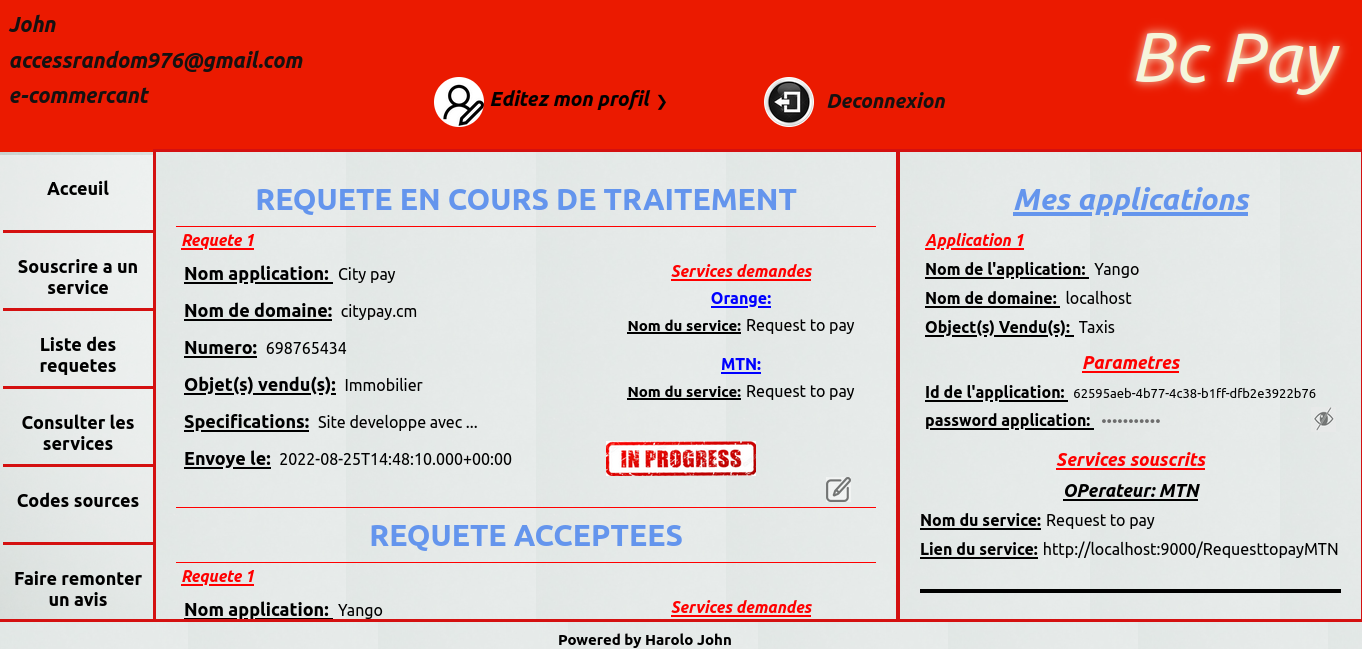 John
accessrandom976@gmail.com
e-commercant
Editez mon profil ❯
Deconnexion
Bc Pay
Acceuil
Souscrire a un
service
Liste des
requetes
Consulter les
services
Codes sources
Faire remonter
un avis
REQUETE EN COURS DE TRAITEMENT
Requete 1
Nom application: City pay
Nom de domaine: citypay.cm
Numero: 698765434
Objet(s) vendu(s): Immobilier
Specifications: Site developpe avec ...
Envoye le: 2022-08-25T14:48:10.000+00:00
Services demandes
Orange:
Nom du service: Request to pay
MTN:
Nom du service: Request to pay
IN PROGRESS
REQUETE ACCEPTEES
Requete 1
Nom application: Yango
Services demandes
Mes applications
Application 1
Nom de l'application: Yango
Nom de domaine: localhost
Object(s) Vendu(s): Taxis
Parametres
Id de l'application: 62595aeb-4b77-4c38-b1ff-dfb2e3922b76
password application: •••••••••••
Services souscrits
OPerateur: MTN
Nom du service: Request to pay
Lien du service: http://localhost:9000/RequesttopayMTN
Powered by Harolo John